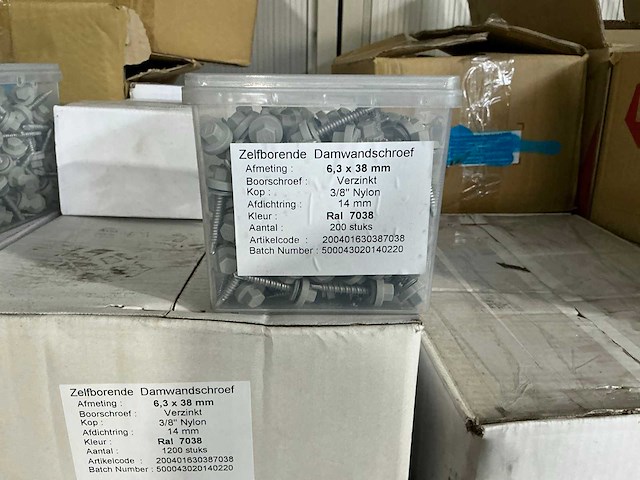 Zelfborende Damwandschroef
Afmeting : 6,3 x 38 mm
Boorschroef : Verzinkt
Kop : 3/8" Nylon
Afdichtring : 14 mm
Kleur : Ral 7038
Aantal : 200 stuks
Artikelcode : 200401630387038
Batch Number : 500043020140220
Zelfborende Damwandschroef
Afmeting : 6,3 x 38 mm
Boorschroef : Verzinkt
Kop : 3/8" Nylon
Afdichtring : 14 mm
Kleur : Ral 7038
Aantal : 1200 stuks
Artikelcode : 200401630387038
Batch Number : 500043020140220